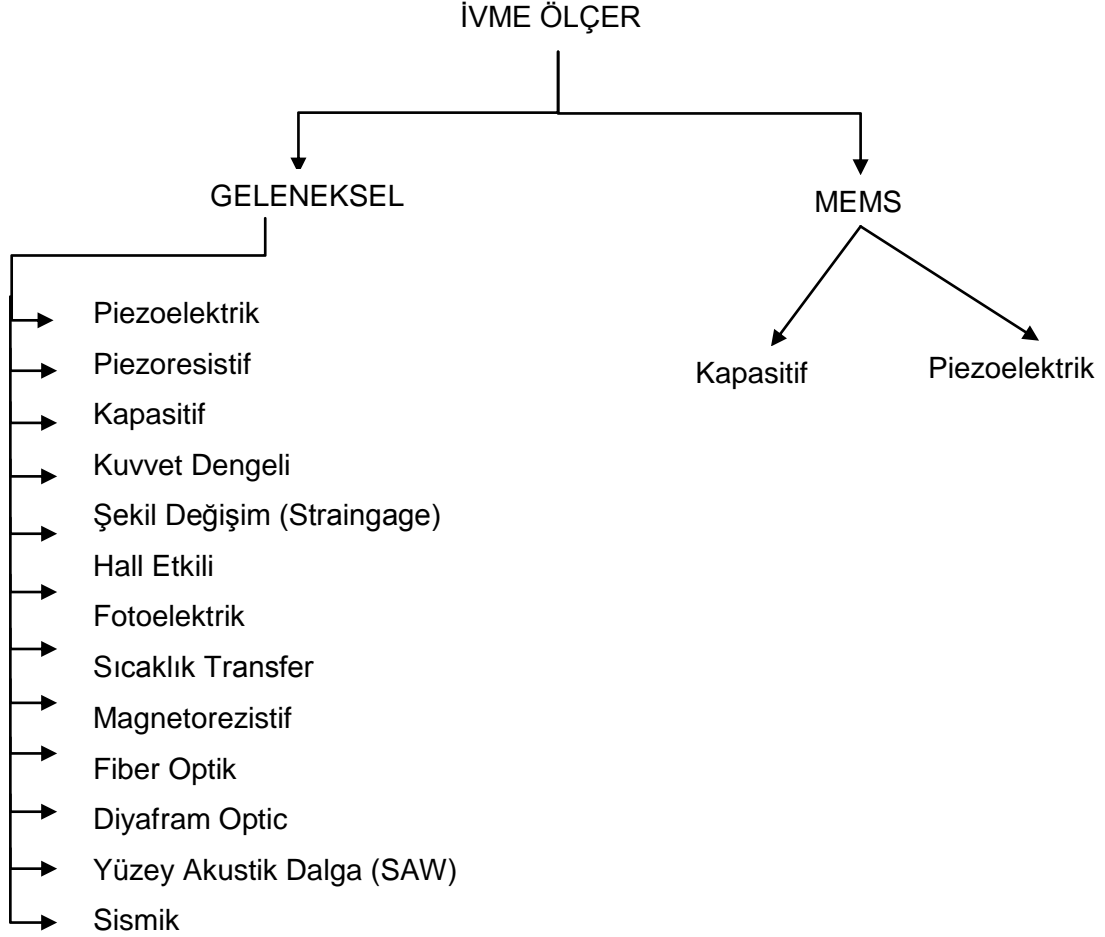 İVME ÖLÇER
GELENEKSEL
MEMS
Piezoelektrik
Piezoresistif
Kapasitif
Kuvvet Dengeli
Şekil Değişim (Straingage)
Hall Etkili
Fotoelektrik
Sıcaklık Transfer
Magnetorezistif
Fiber Optik
Diyafram Optic
Yüzey Akustik Dalga (SAW)
Sismik
Kapasitif
Piezoelektrik